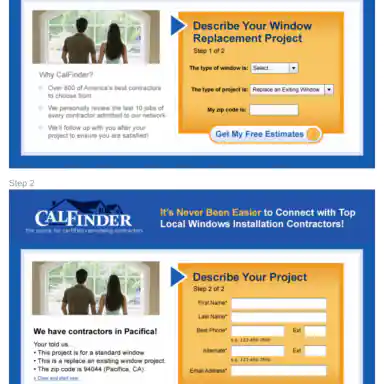 Describe Your Window
Replacement Project
Step 1 of 2
The type of window is: Select...
The type of project is: Replace an Exiting Window
My zip code is:
Get My Free Estimates
Why CalFinder?
Over 800 of America's best contractors
to choose from
We personally review the last 10 jobs of
every contractor admitted to our network
We'll follow up with you after your
project to ensure you are satisfied!
Step 2
CALFINDER
the source for certified remodeling contractors
It's Never Been Easier to Connect with Top
Local Windows Installation Contractors!
Describe Your Project
Step 2 of 2
First Name*
Last Name*
Best Phone* Ext
e.g. 123-456-7890
Alternate* Ext
e.g. 123-456-7890
Email Address*
We have contractors in Pacifica!
Your told us...
• This project is for a standard window
• This is a replace an existing window project.
• The zip code is 94044 (Pacifica, CA)